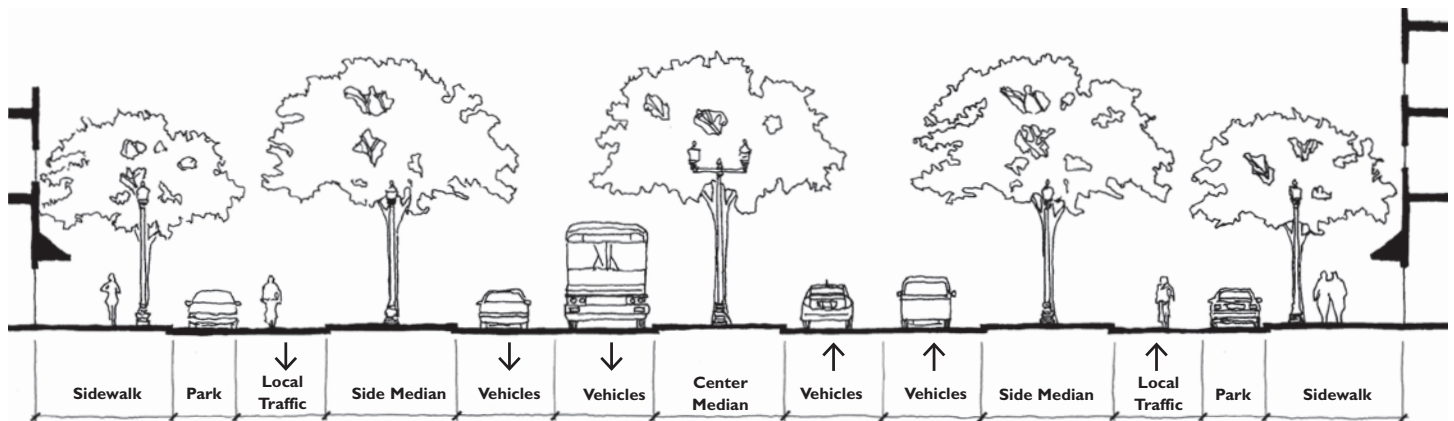 Sidewalk
Park
Local
Traffic
Side Median
Vehicles
Vehicles
Center
Median
Vehicles
Vehicles
Side Median
Local
Traffic
Park
Sidewalk